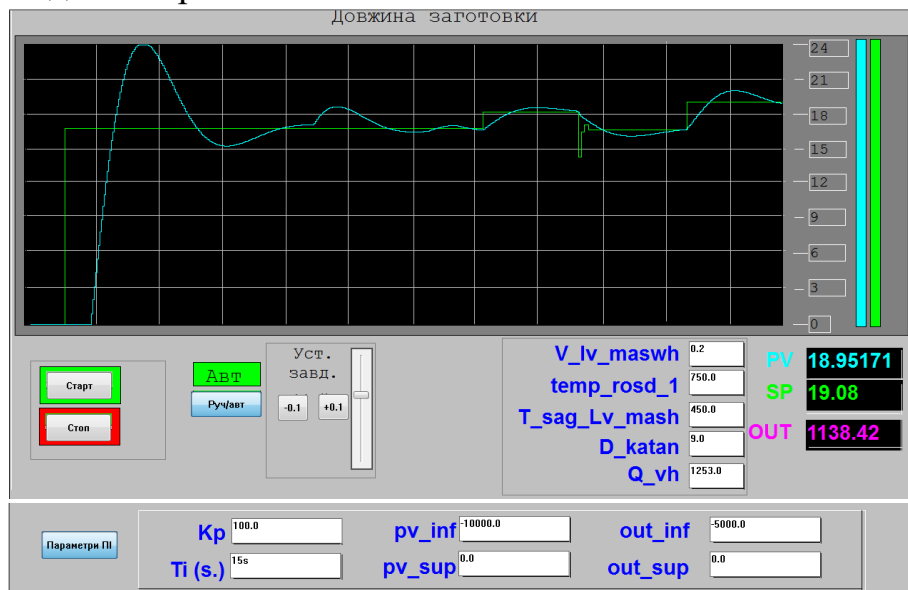 Довжина заготовки
24
21
18
15
12
9
6
3
0
Старт
Стоп
Авт
Руч/авт
Уст.
завд.
-0.1 +0.1
V_lv_maswh 0.2
temp_rosd_1 750.0
T_sag_Lv_mash 450.0
D_katan 9.0
Q_vh 1253.0
PV 18.95171
SP 19.08
OUT 1138.42
Параметри ПІ
Kp 100.0 pv_inf -10000.0 out_inf -5000.0
Ti (s.) 15s pv_sup 0.0 out_sup 0.0